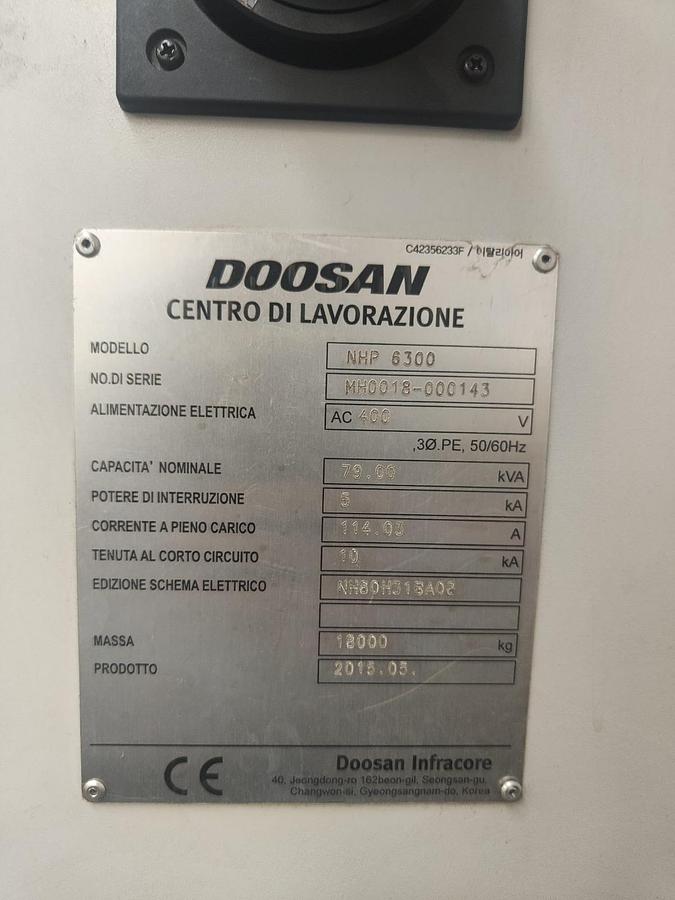 C42356233F / 이탈리아어
DOOSAN
CENTRO DI LAVORAZIONE
MODELLO NHP 6300
NO.DI SERIE MH0018-000143
ALIMENTAZIONE ELETTRICA AC 400 V
,3Ø.PE, 50/60Hz
CAPACITA' NOMINALE 79.00 kVA
POTERE DI INTERRUZIONE 5 kA
CORRENTE A PIENO CARICO 114.03 A
TENUTA AL CORTO CIRCUITO 10 kA
EDIZIONE SCHEMA ELETTRICO
MASSA 18000 kg
PRODOTTO 2015.05.
CE
Doosan Infracore
40, Jeongdong-ro 162beon-gil, Seongsan-gu,
Changwon-si, Gyeongsangnam-do, Korea